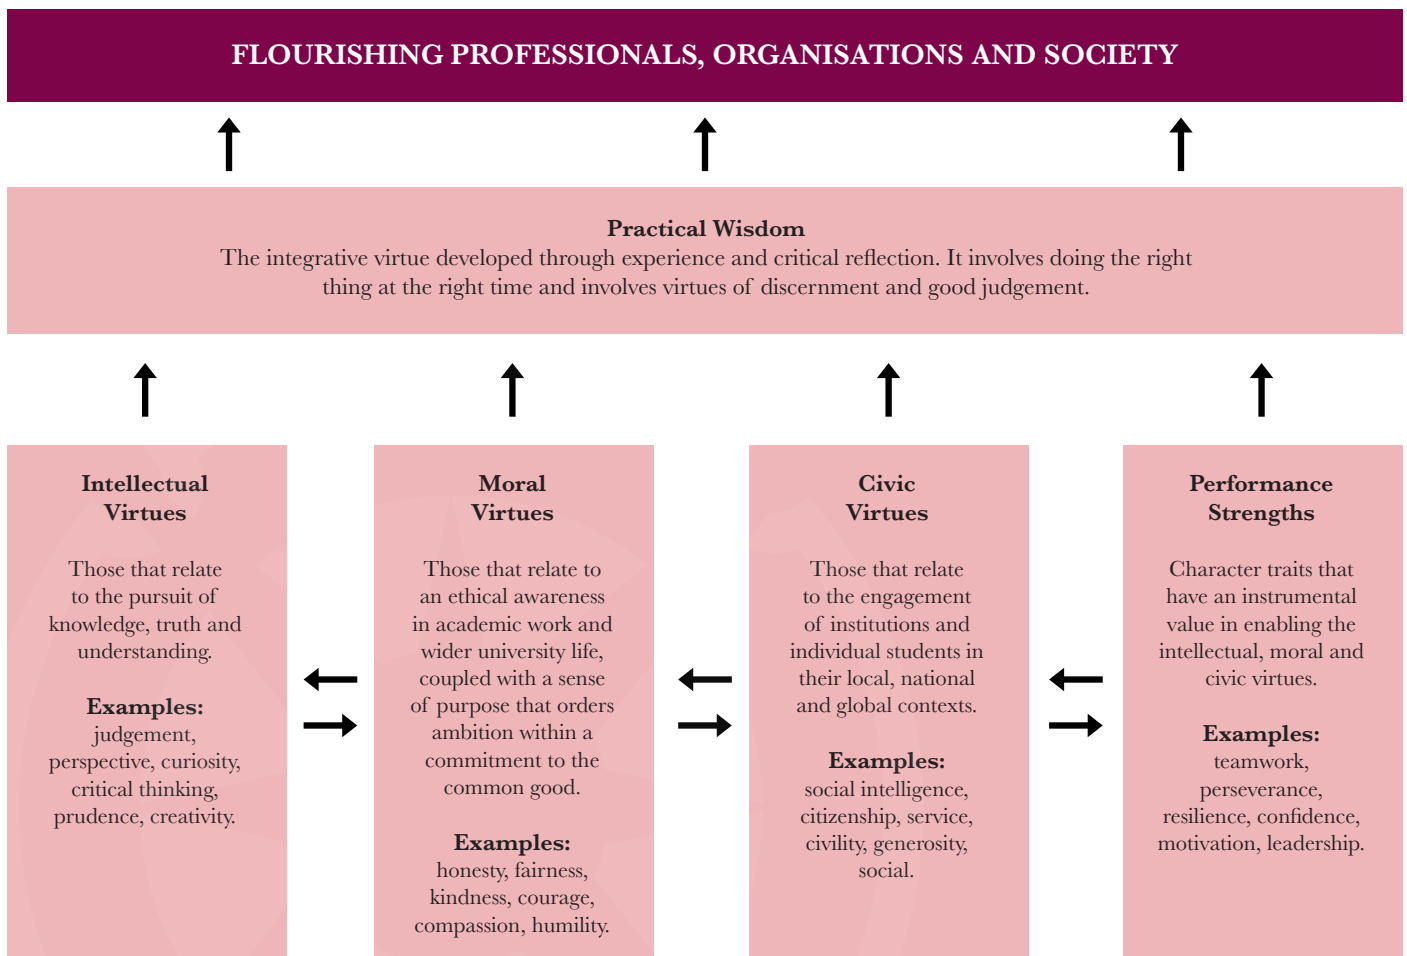 FLOURISHING PROFESSIONALS, ORGANISATIONS AND SOCIETY
Practical Wisdom
The integrative virtue developed through experience and critical reflection. It involves doing the right
thing at the right time and involves virtues of discernment and good judgement.
Intellectual
Virtues
Those that relate
to the pursuit of
knowledge, truth and
understanding.
Examples:
judgement,
perspective, curiosity,
critical thinking,
prudence, creativity.
Moral
Virtues
Those that relate to
an ethical awareness
in academic work and
wider university life,
coupled with a sense
of purpose that orders
ambition within a
commitment to the
common good.
Examples:
honesty, fairness,
kindness, courage,
compassion, humility.
Civic
Virtues
Those that relate
to the engagement
of institutions and
individual students in
their local, national
and global contexts.
Examples:
social intelligence,
citizenship, service,
civility, generosity,
social.
Performance
Strengths
Character traits that
have an instrumental
value in enabling the
intellectual, moral and
civic virtues.
Examples:
teamwork,
perseverance,
resilience, confidence,
motivation, leadership.